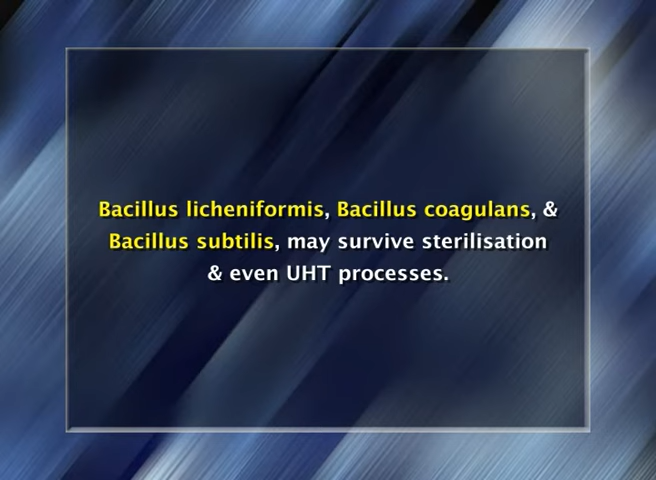 Bacillus licheniformis, Bacillus coagulans, &
Bacillus subtilis, may survive sterilisation
& even UHT processes.